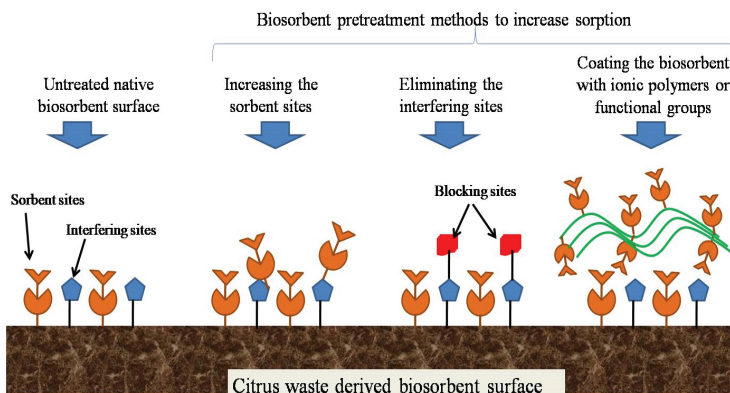 Biosorbent pretreatment methods to increase sorption
Untreated native
biosorbent surface
Increasing the
sorbent sites
Eliminating the
interfering sites
Coating the biosorbent
with ionic polymers or
functional groups
Sorbent sites
Interfering sites
Blocking sites
Citrus waste derived biosorbent surface